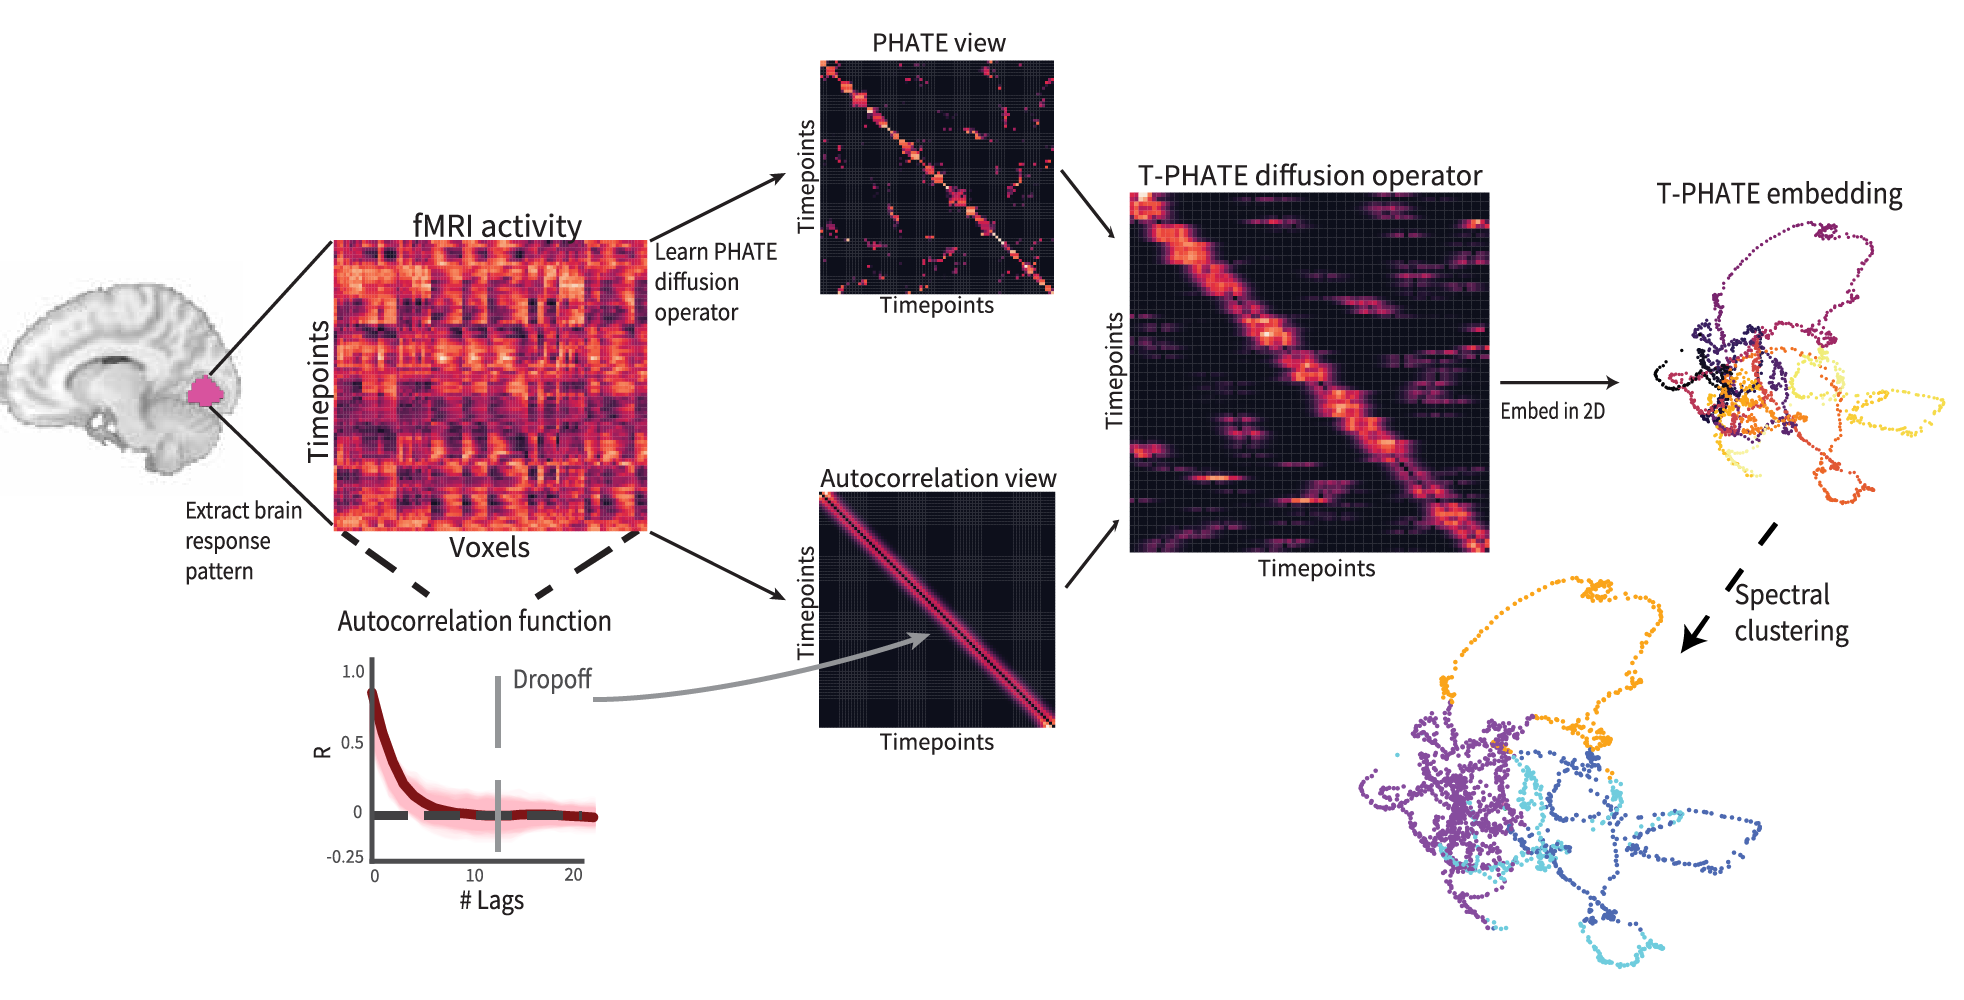 PHATE view
Timepoints
Timepoints
fMRI activity
Timepoints
Voxels
Extract brain
response
pattern
Learn PHATE
diffusion
operator
T-PHATE diffusion operator
Timepoints
Timepoints
T-PHATE embedding
Embed in 2D
Autocorrelation view
Timepoints
Timepoints
Autocorrelation function
Dropoff
1.0
0.5
0
-0.25
R
0
10
20
# Lags
Spectral
clustering